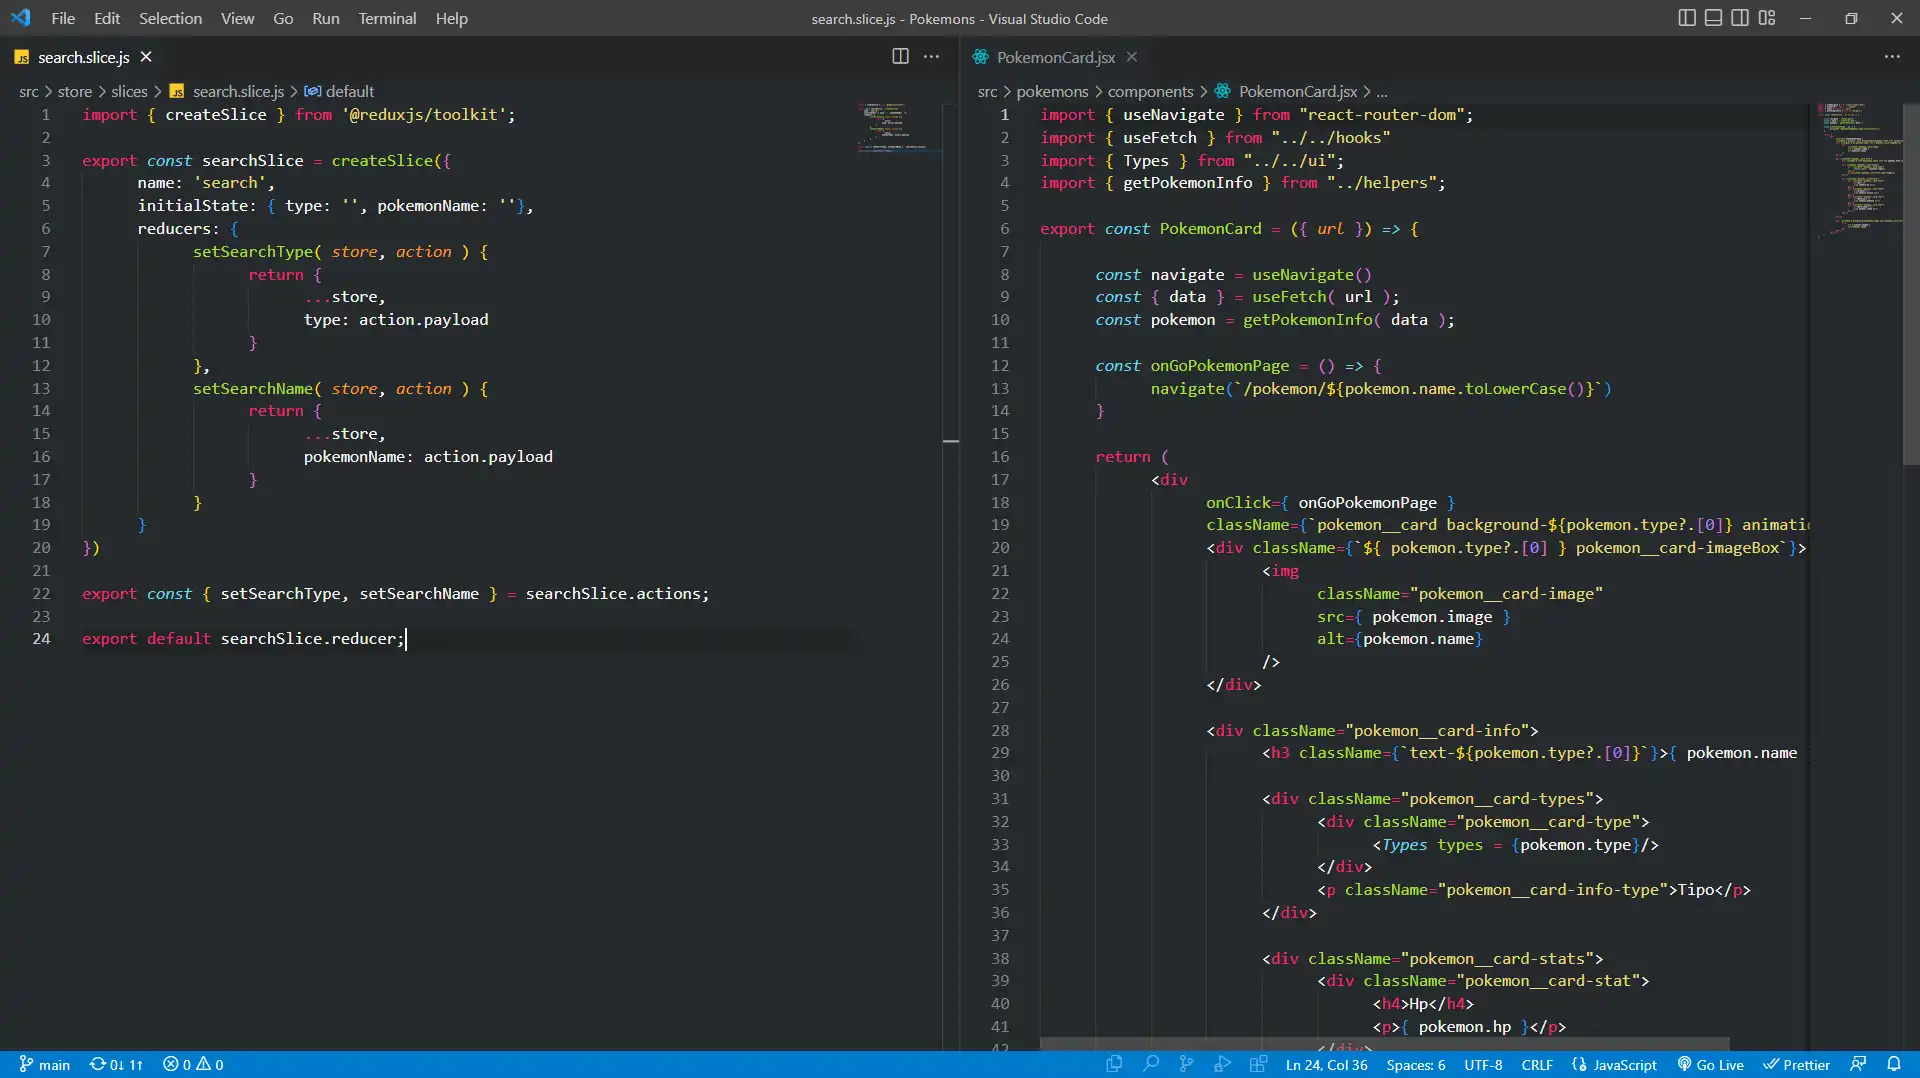 File Edit Selection View Go Run Terminal Help
search.slice.js - Pokemons - Visual Studio Code
JS search.slice.js
src > store > slices > JS search.slice.js > default
1 import { createSlice } from '@reduxjs/toolkit';
2
3 export const searchSlice = createSlice({
4 name: 'search',
5 initialState: { type: '', pokemonName: ''},
6 reducers: {
7 setSearchType( store, action ) {
8 return {
9 ...store,
10 type: action.payload
11 }
12 },
13 setSearchName( store, action ) {
14 return {
15 ...store,
16 pokemonName: action.payload
17 }
18 }
19 }
20 })
21
22 export const { setSearchType, setSearchName } = searchSlice.actions;
23
24 export default searchSlice.reducer;
PokemonCard.jsx
src > pokemons > components > PokemonCard.jsx > ...
1 import { useNavigate } from "react-router-dom";
2 import { useFetch } from "../../hooks"
3 import { Types } from "../../ui";
4 import { getPokemonInfo } from "../helpers";
5
6 export const PokemonCard = ({ url }) => {
7
8 const navigate = useNavigate()
9 const { data } = useFetch( url );
10 const pokemon = getPokemonInfo( data );
11
12 const onGoPokemonPage = () => {
13 navigate(`/pokemon/${pokemon.name.toLowerCase()}`)
14 }
15
16 return (
17 <div
18 onClick={ onGoPokemonPage }
19 className={`pokemon__card background-${pokemon.type?.[0]} animatic
20 <div className={`${ pokemon.type?.[0] } pokemon__card-imageBox`}>
21 <img
22 className="pokemon__card-image"
23 src={ pokemon.image }
24 alt={pokemon.name}
25 />
26 </div>
27
28 <div className="pokemon__card-info">
29 <h3 className={`text-${pokemon.type?.[0]}`}>{ pokemon.name
30
31 <div className="pokemon__card-types">
32 <div className="pokemon__card-type">
33 <Types types = {pokemon.type}/>
34 </div>
35 <p className="pokemon__card-info-type">Tipo</p>
36 </div>
37
38 <div className="pokemon__card-stats">
39 <div className="pokemon__card-stat">
40 <h4>Hp</h4>
41 <p>{ pokemon.hp }</p>
42 </div>
main 0↓ 1↑ 0 0
Ln 24, Col 36 Spaces: 6 UTF-8 CRLF {} JavaScript Go Live Prettier